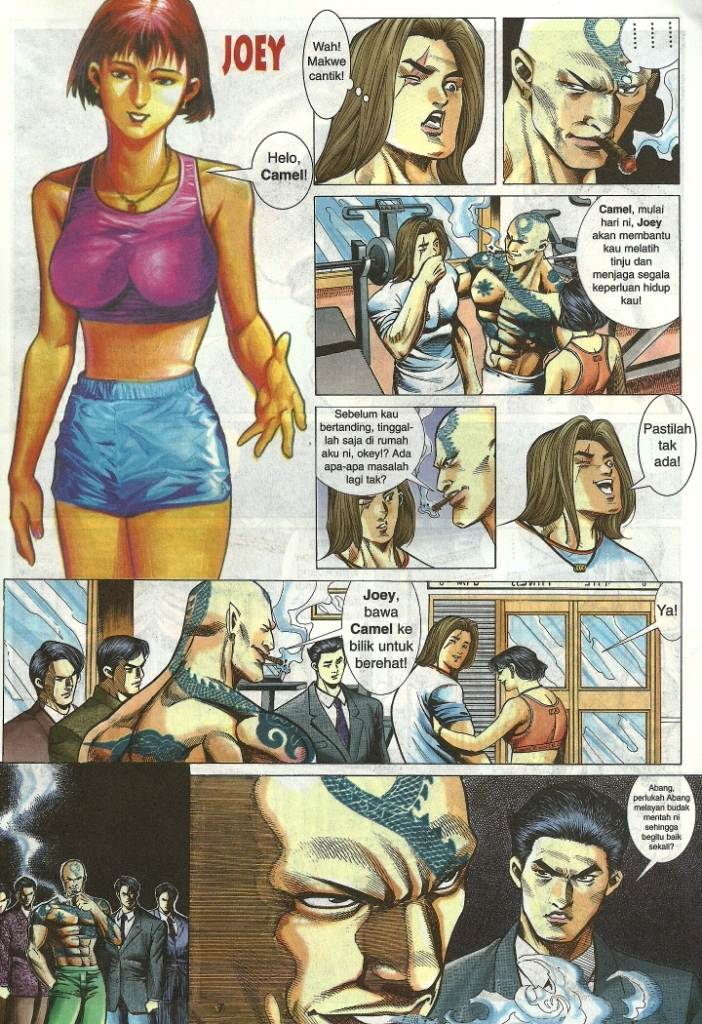 JOEY
Helo,
Camel!
Wah!
Makwe
cantik!
! ! ! !
Camel, mulai
hari ni, Joey
akan membantu
kau melatih
tinju dan
menjaga segala
keperluan hidup
kau!
Sebelum kau
bertanding, tinggal-
lah saja di rumah
aku ni, okey!? Ada
apa-apa masalah
lagi tak?
Pastilah
tak
ada!
Joey,
bawa
Camel ke
bilik untuk
berehat!
Ya!
Abang,
perlukah Abang
melayan budak
mentah ni
sehingga
begitu baik
sekali?